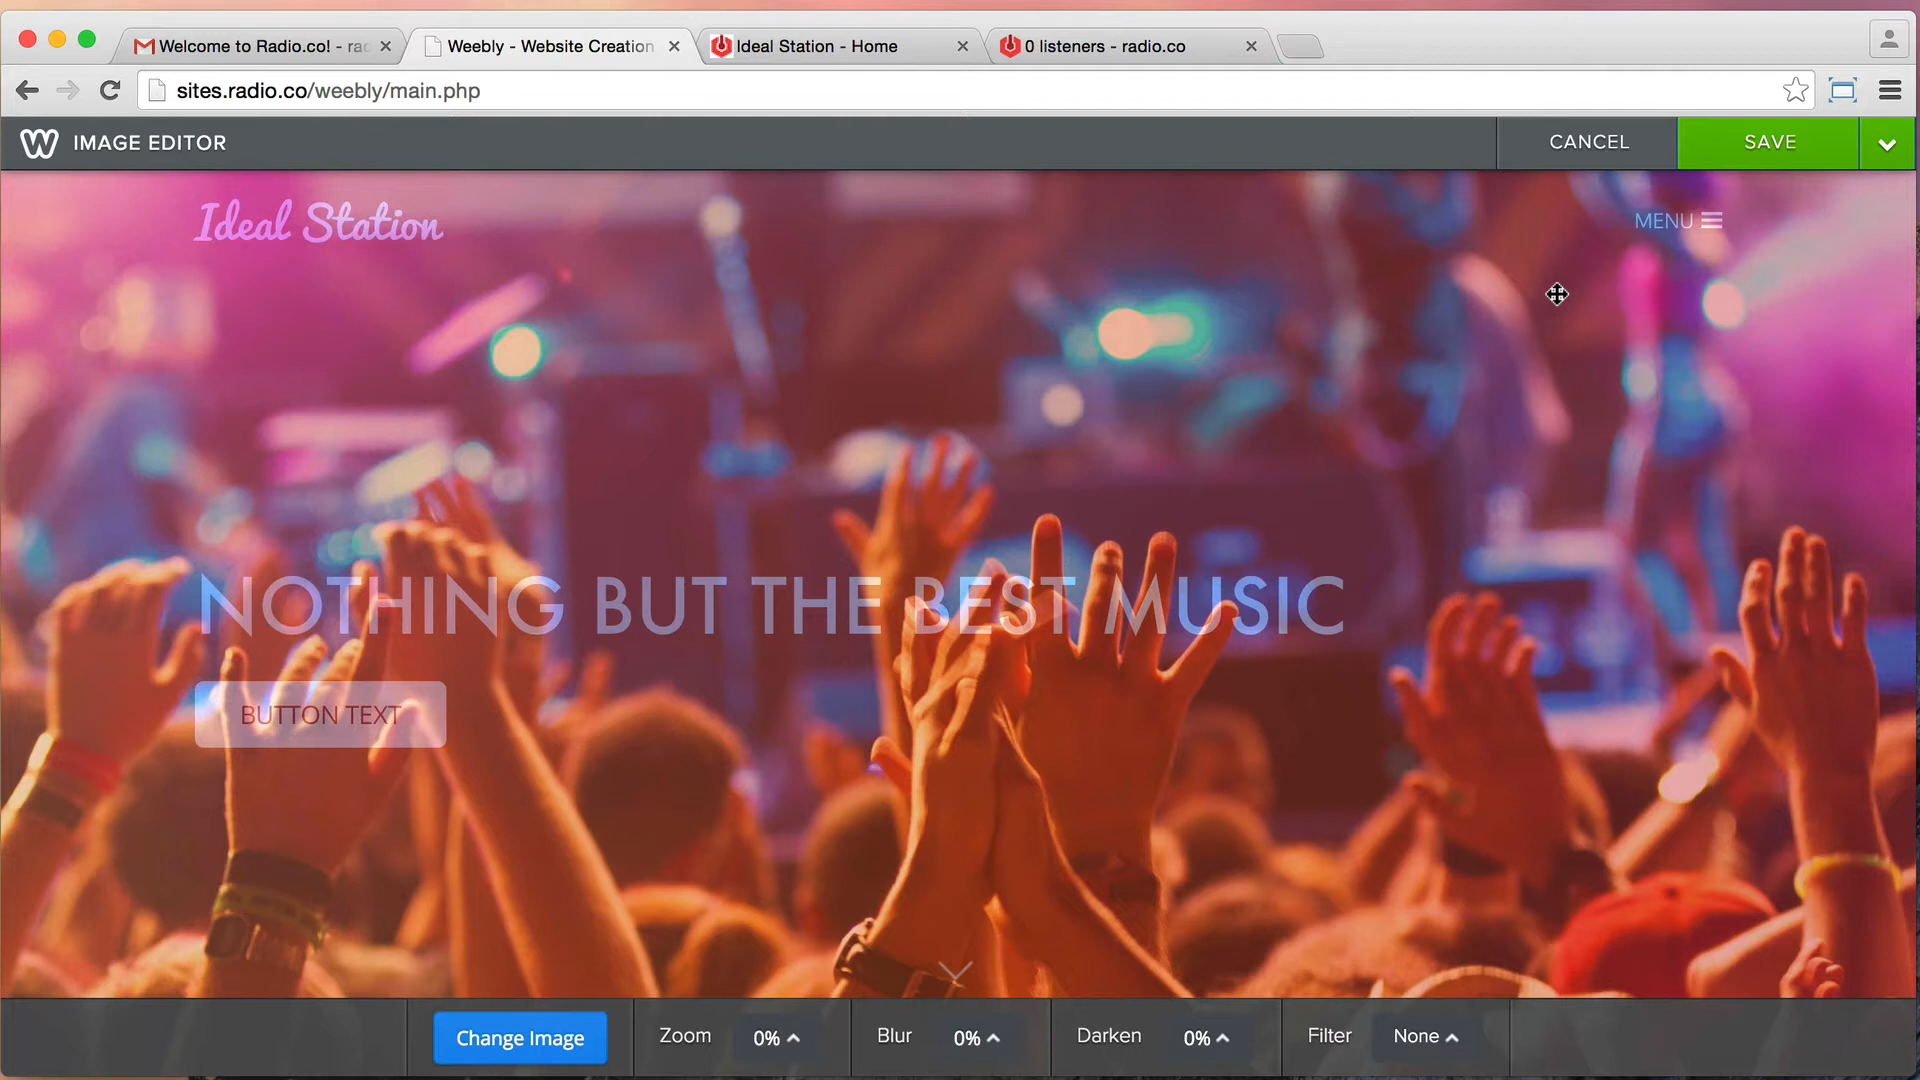 Welcome to Radio.co! - rad
Weebly - Website Creation
Ideal Station - Home
0 listeners - radio.co
sites.radio.co/weebly/main.php
W IMAGE EDITOR
CANCEL
SAVE
Ideal Station
MENU
NOTHING BUT THE BEST MUSIC
BUTTON TEXT
Change Image
Zoom 0%
Blur 0%
Darken 0%
Filter None